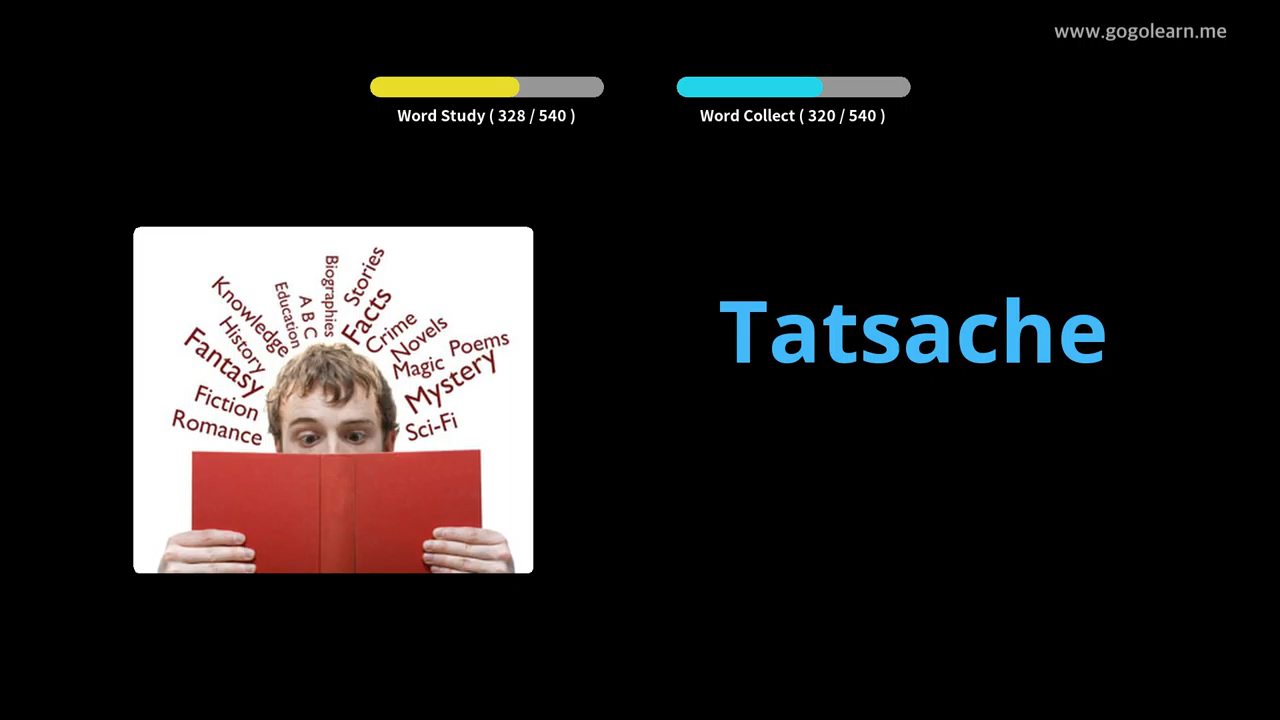 www.gogolearn.me
Word Study ( 328 / 540 )
Word Collect ( 320 / 540 )
Tatsache
Knowledge
Education
A B C
Biographies
Stories
Facts
Crime
Novels
Poems
Magic
Mystery
Sci-Fi
History
Fantasy
Fiction
Romance